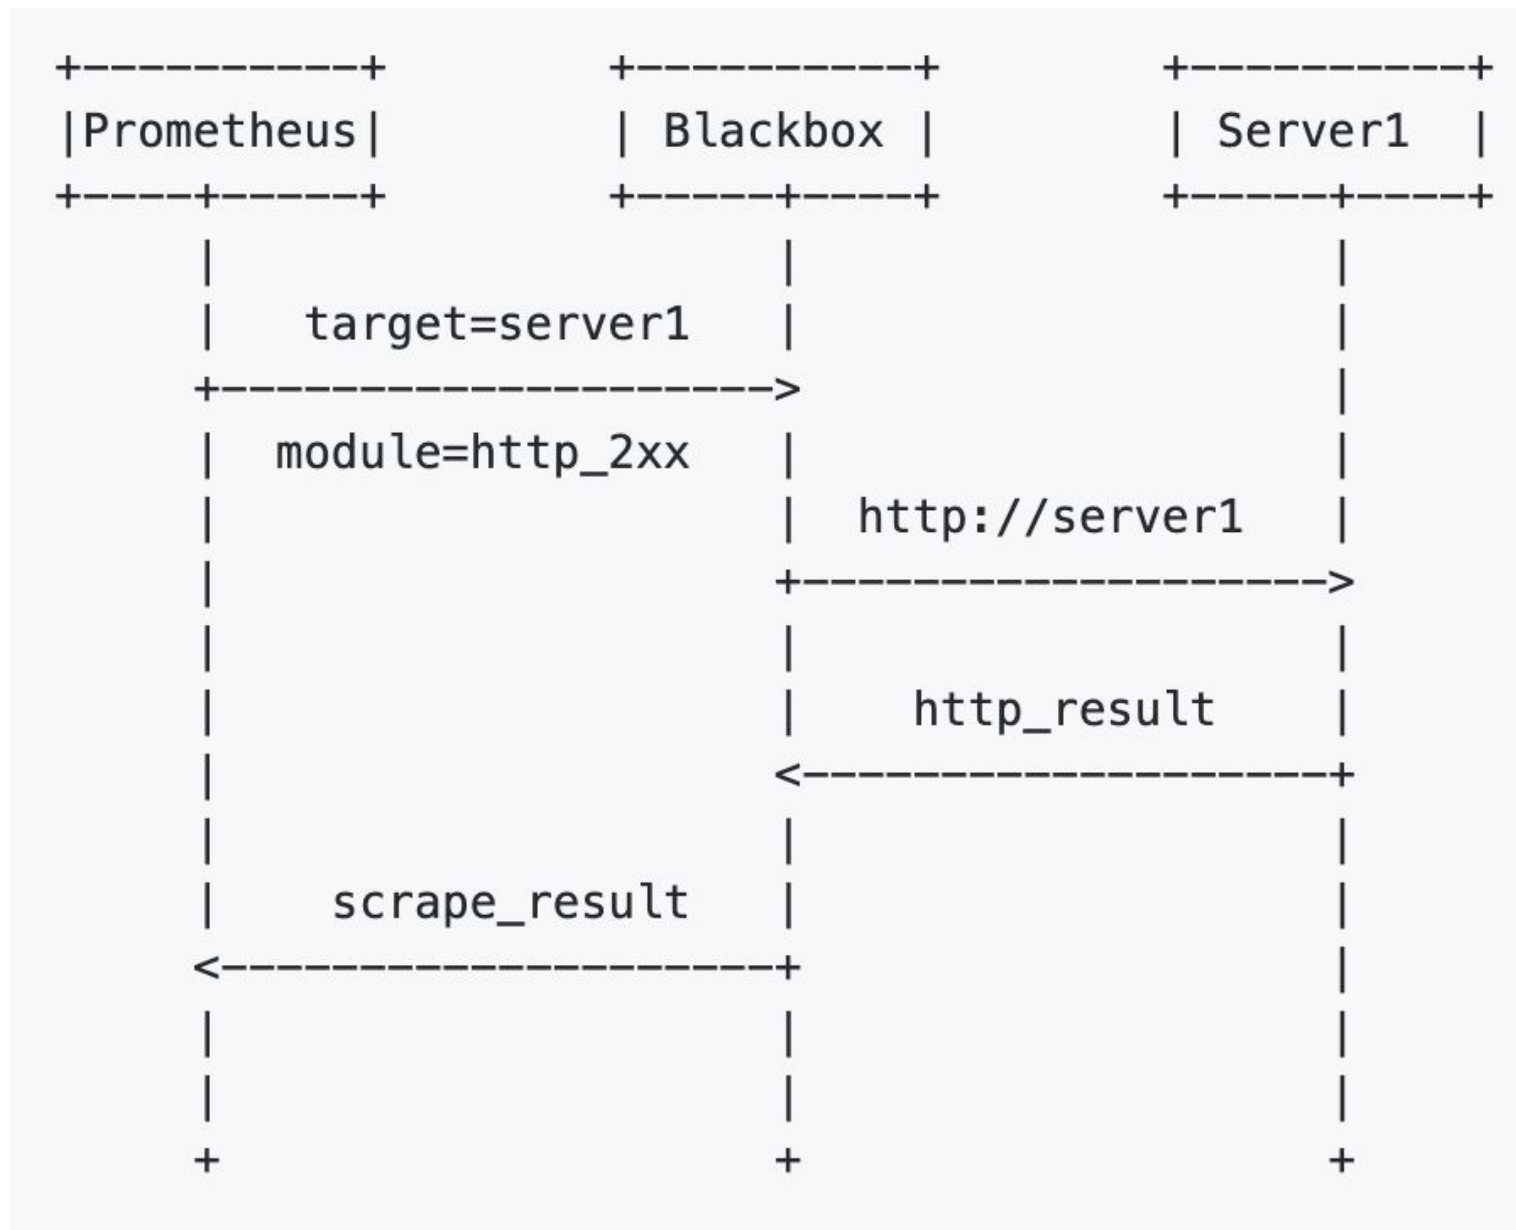 +----------+        +----------+        +----------+
|Prometheus|        | Blackbox |        | Server1  |
+----+-----+        +-----+----+        +-----+----+
     |                    |                   |
     |   target=server1   |                   |
     +-------------------->                   |
     |  module=http_2xx   |                   |
     |                    |  http://server1   |
     |                    +------------------->
     |                    |                   |
     |                    |    http_result    |
     |                    <-------------------+
     |                    |                   |
     |    scrape_result   |                   |
     <--------------------+                   |
     |                    |                   |
     |                    |                   |
     +                    +                   +